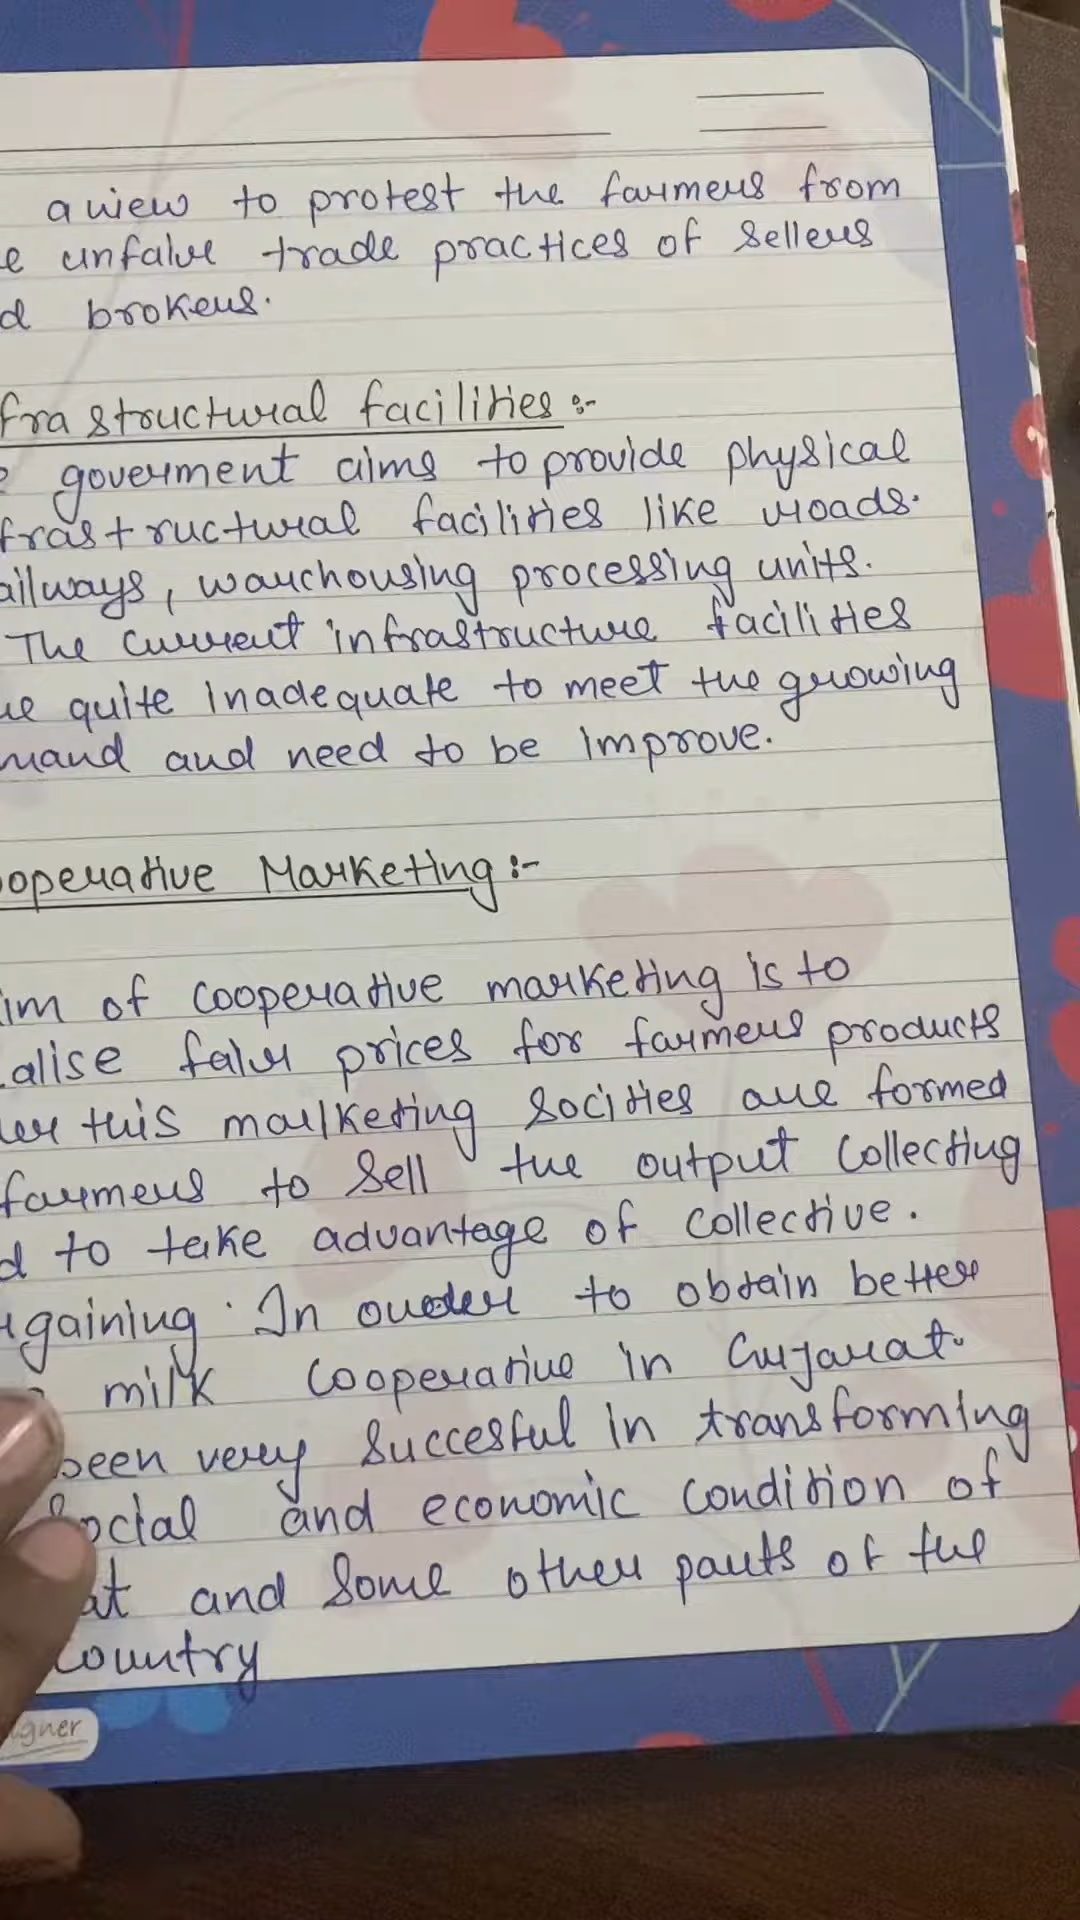 a view to protest the farmers from
e unfaire trade practices of Sellers
d brokers.
frastructural facilities :-
goverment aims to provide physical
frastructural facilities like roads.
ailways, warehousing processing units.
The current infrastructure facilities
re quite inadequate to meet the growing
mand and need to be improve.
operative Marketing :-
im of cooperative marketing is to
alise fair prices for farmers products
er this marketing socities are formed
farmers to Sell the output Collecting
d to take advantage of collective.
rgaining. In order to obtain better
milk Cooperative in Gujarat.
been very Succesful in transforming
Social and economic condition of
at and Some other parts of the
Country
igner